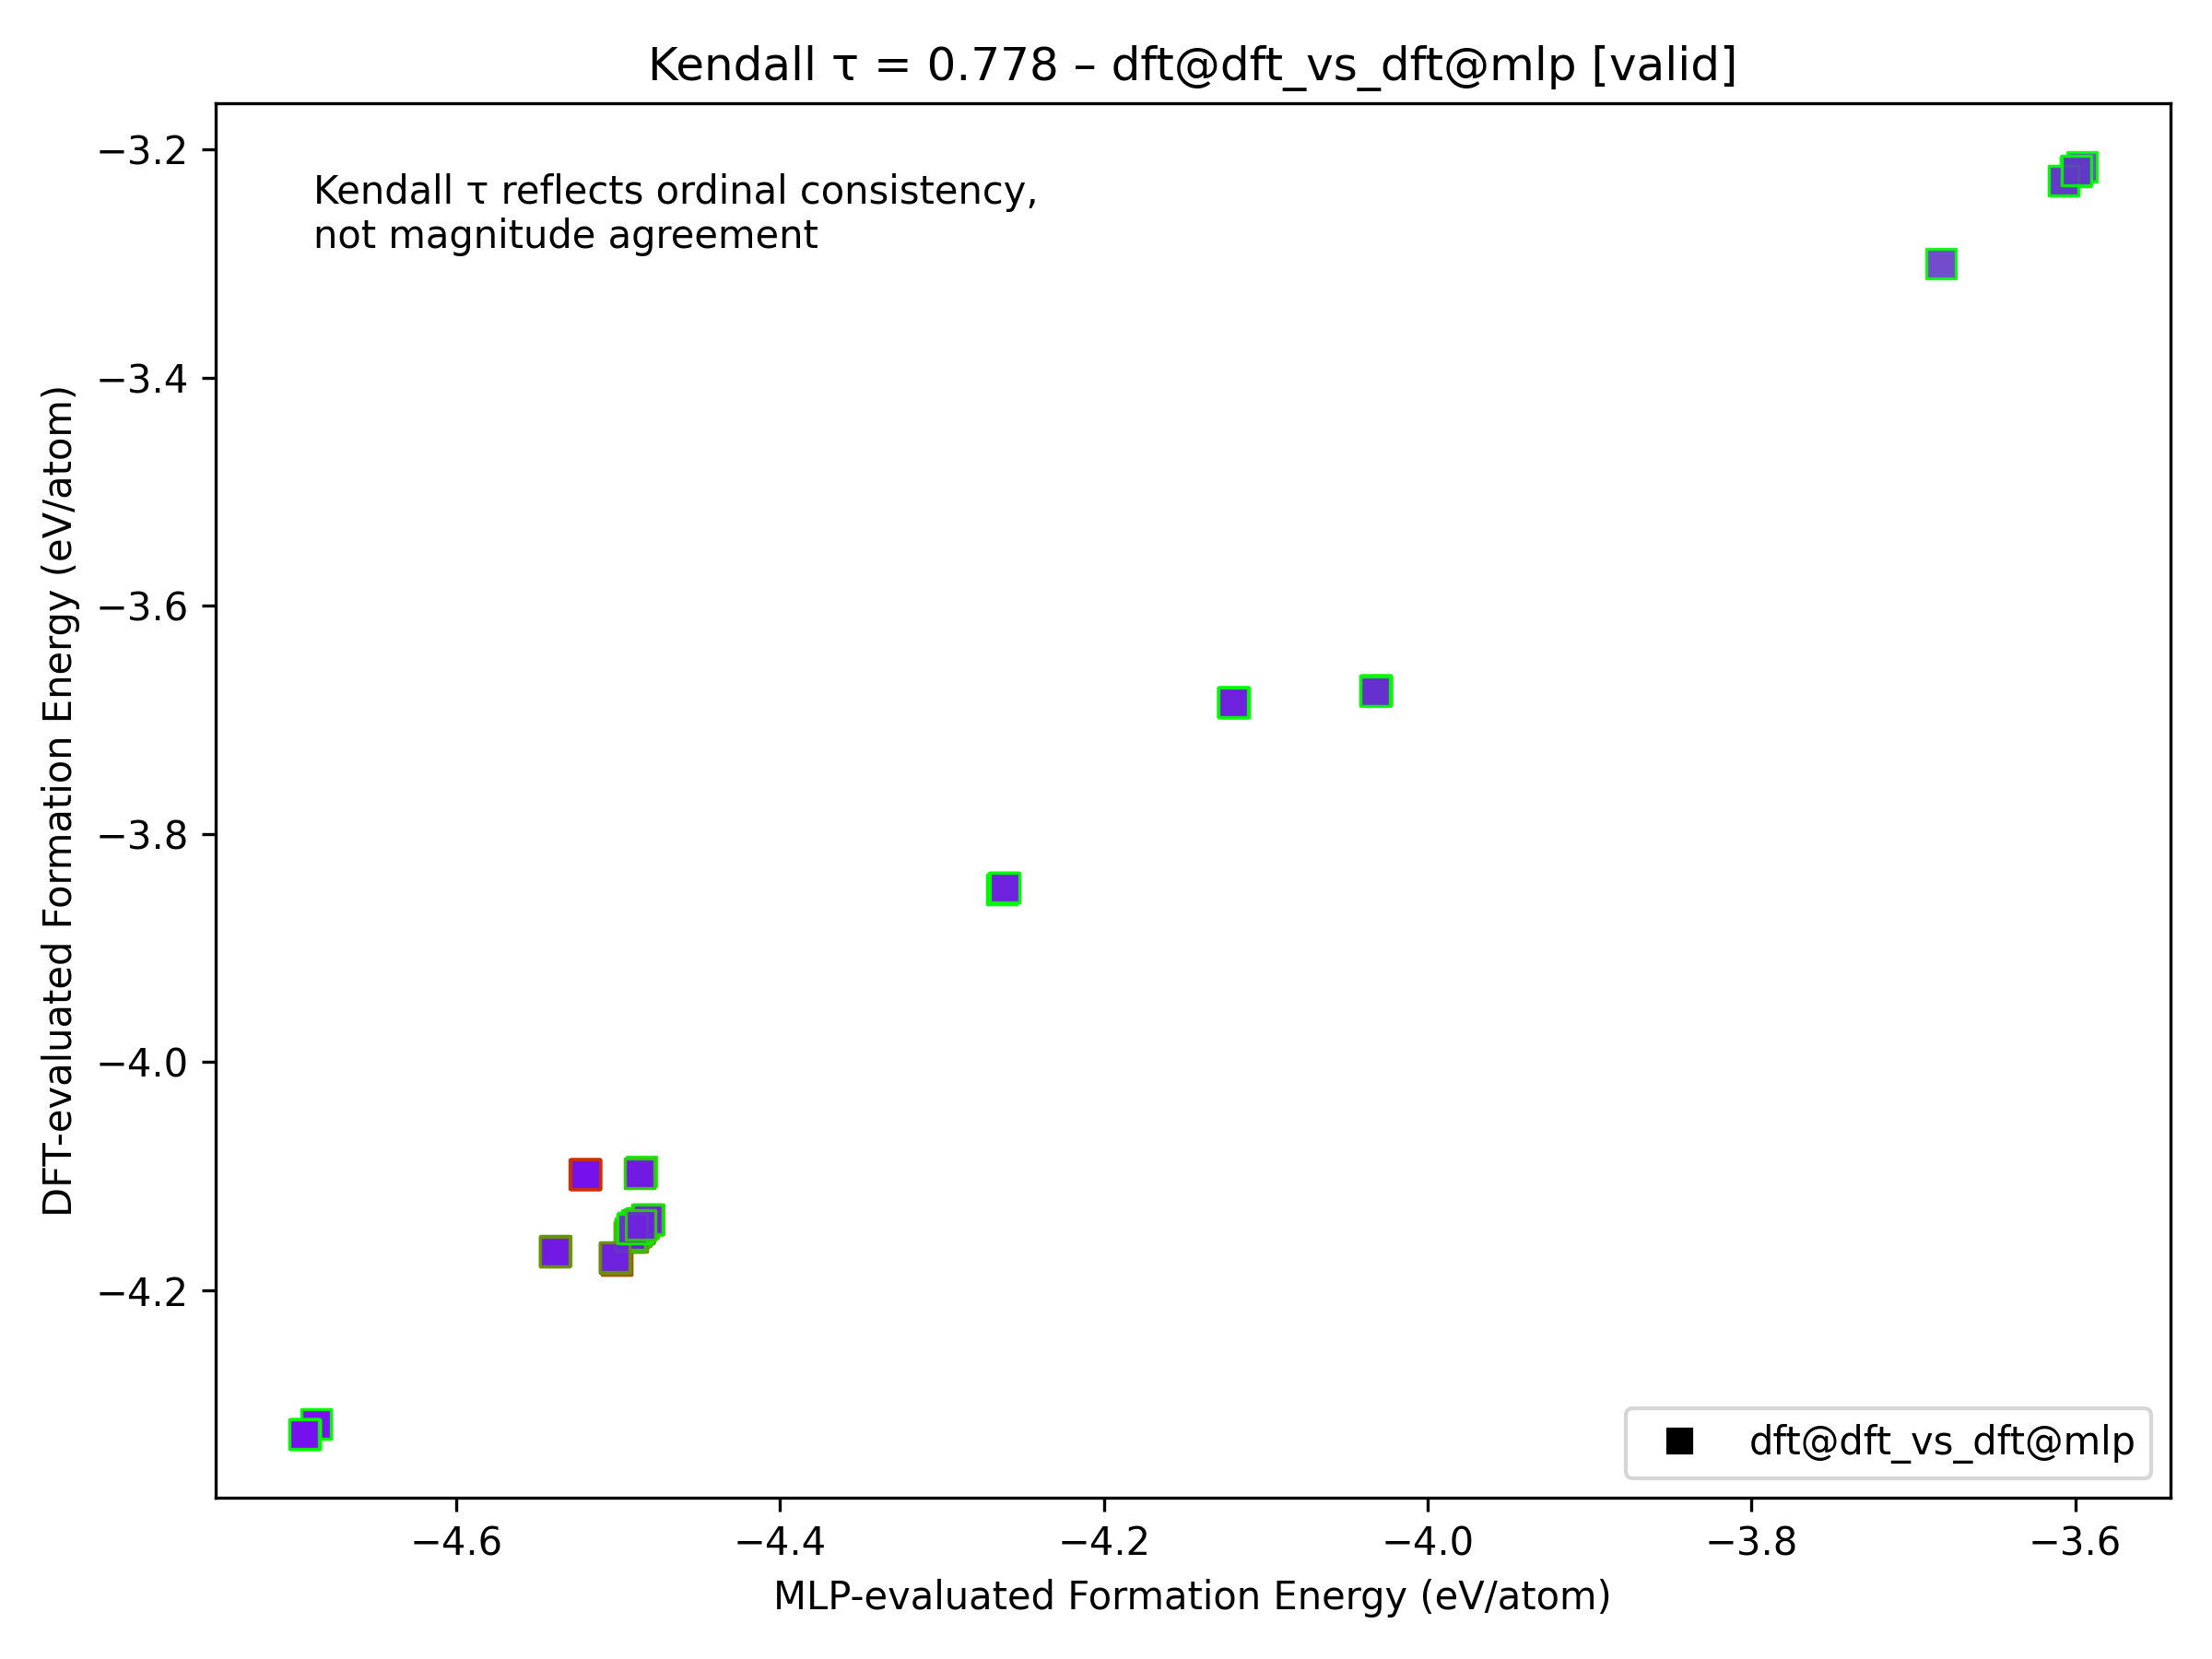 Kendall τ = 0.778 – dft@dft_vs_dft@mlp [valid]
Kendall τ reflects ordinal consistency,
not magnitude agreement
DFT-evaluated Formation Energy (eV/atom)
−3.2
−3.4
−3.6
−3.8
−4.0
−4.2
dft@dft_vs_dft@mlp
−4.6
−4.4
−4.2
−4.0
−3.8
−3.6
MLP-evaluated Formation Energy (eV/atom)